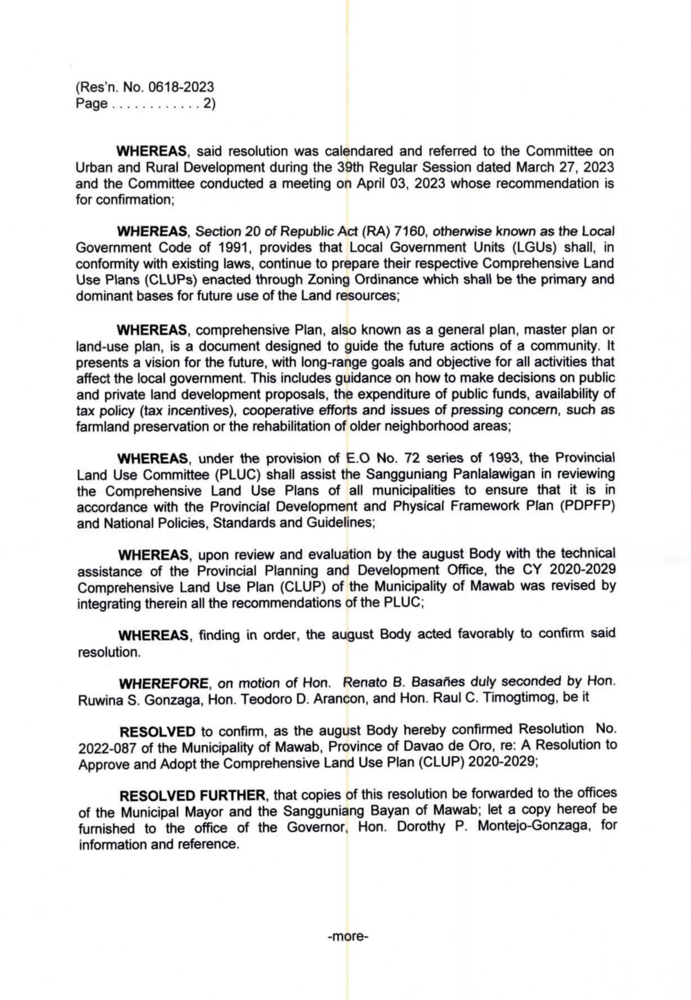 (Res'n. No. 0618-2023
Page . . . . . . . . . . . . 2)
WHEREAS, said resolution was calendared and referred to the Committee on
Urban and Rural Development during the 39th Regular Session dated March 27, 2023
and the Committee conducted a meeting on April 03, 2023 whose recommendation is
for confirmation;
WHEREAS, Section 20 of Republic Act (RA) 7160, otherwise known as the Local
Government Code of 1991, provides that Local Government Units (LGUs) shall, in
conformity with existing laws, continue to prepare their respective Comprehensive Land
Use Plans (CLUPs) enacted through Zoning Ordinance which shall be the primary and
dominant bases for future use of the Land resources;
WHEREAS, comprehensive Plan, also known as a general plan, master plan or
land-use plan, is a document designed to guide the future actions of a community. It
presents a vision for the future, with long-range goals and objective for all activities that
affect the local government. This includes guidance on how to make decisions on public
and private land development proposals, the expenditure of public funds, availability of
tax policy (tax incentives), cooperative efforts and issues of pressing concern, such as
farmland preservation or the rehabilitation of older neighborhood areas;
WHEREAS, under the provision of E.O No. 72 series of 1993, the Provincial
Land Use Committee (PLUC) shall assist the Sangguniang Panlalawigan in reviewing
the Comprehensive Land Use Plans of all municipalities to ensure that it is in
accordance with the Provincial Development and Physical Framework Plan (PDPFP)
and National Policies, Standards and Guidelines;
WHEREAS, upon review and evaluation by the august Body with the technical
assistance of the Provincial Planning and Development Office, the CY 2020-2029
Comprehensive Land Use Plan (CLUP) of the Municipality of Mawab was revised by
integrating therein all the recommendations of the PLUC;
WHEREAS, finding in order, the august Body acted favorably to confirm said
resolution.
WHEREFORE, on motion of Hon. Renato B. Basañes duly seconded by Hon.
Ruwina S. Gonzaga, Hon. Teodoro D. Arancon, and Hon. Raul C. Timogtimog, be it
RESOLVED to confirm, as the august Body hereby confirmed Resolution No.
2022-087 of the Municipality of Mawab, Province of Davao de Oro, re: A Resolution to
Approve and Adopt the Comprehensive Land Use Plan (CLUP) 2020-2029;
RESOLVED FURTHER, that copies of this resolution be forwarded to the offices
of the Municipal Mayor and the Sangguniang Bayan of Mawab; let a copy hereof be
furnished to the office of the Governor, Hon. Dorothy P. Montejo-Gonzaga, for
information and reference.
-more-